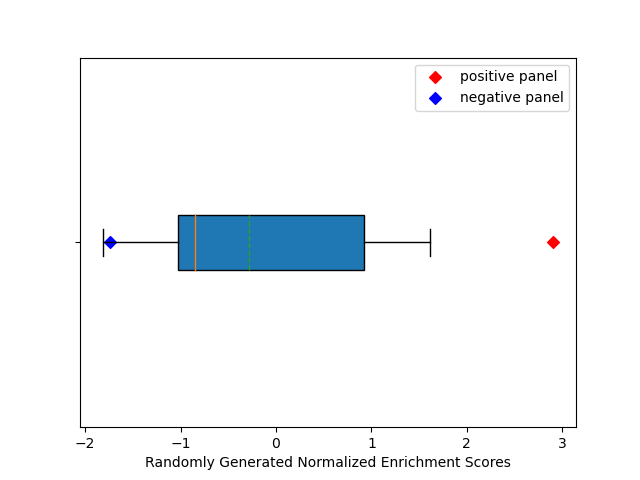 positive panel
negative panel
−2 −1 0 1 2 3
Randomly Generated Normalized Enrichment Scores